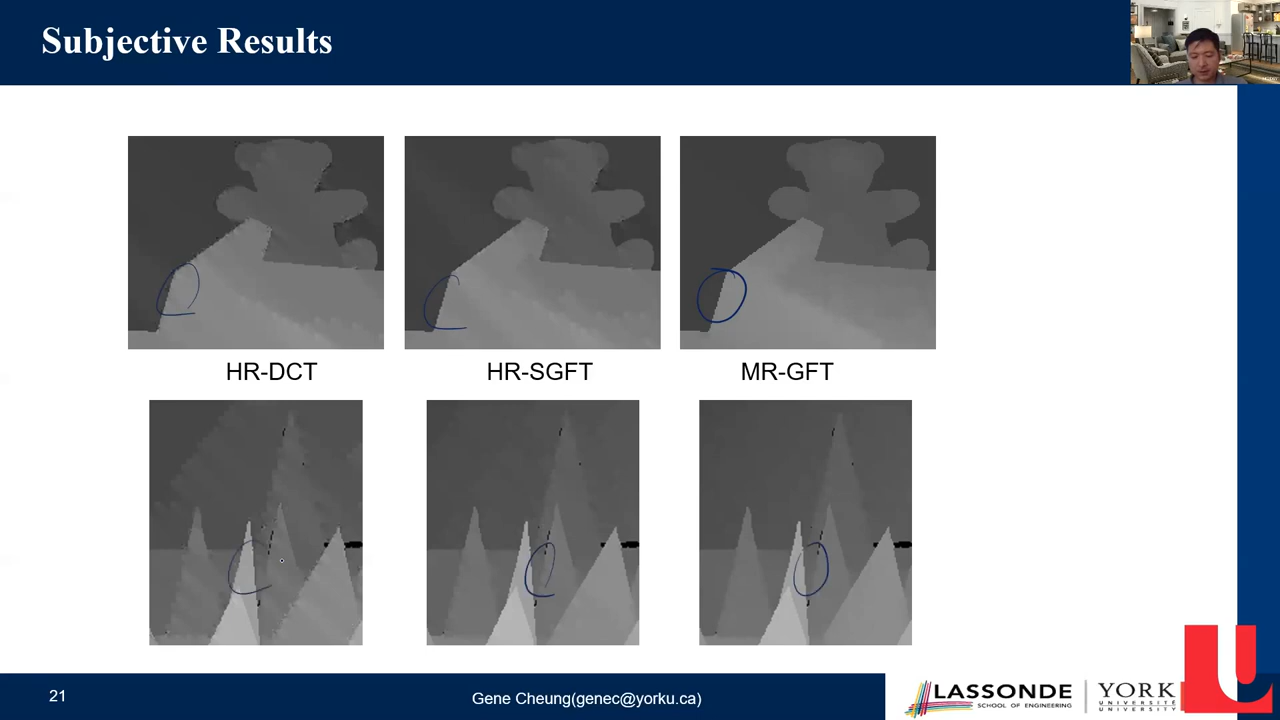 Subjective Results
HR-DCT
HR-SGFT
MR-GFT
21
Gene Cheung(genec@yorku.ca)
LASSONDE
SCHOOL OF ENGINEERING
YORK
UNIVERSITÉ
UNIVERSITY